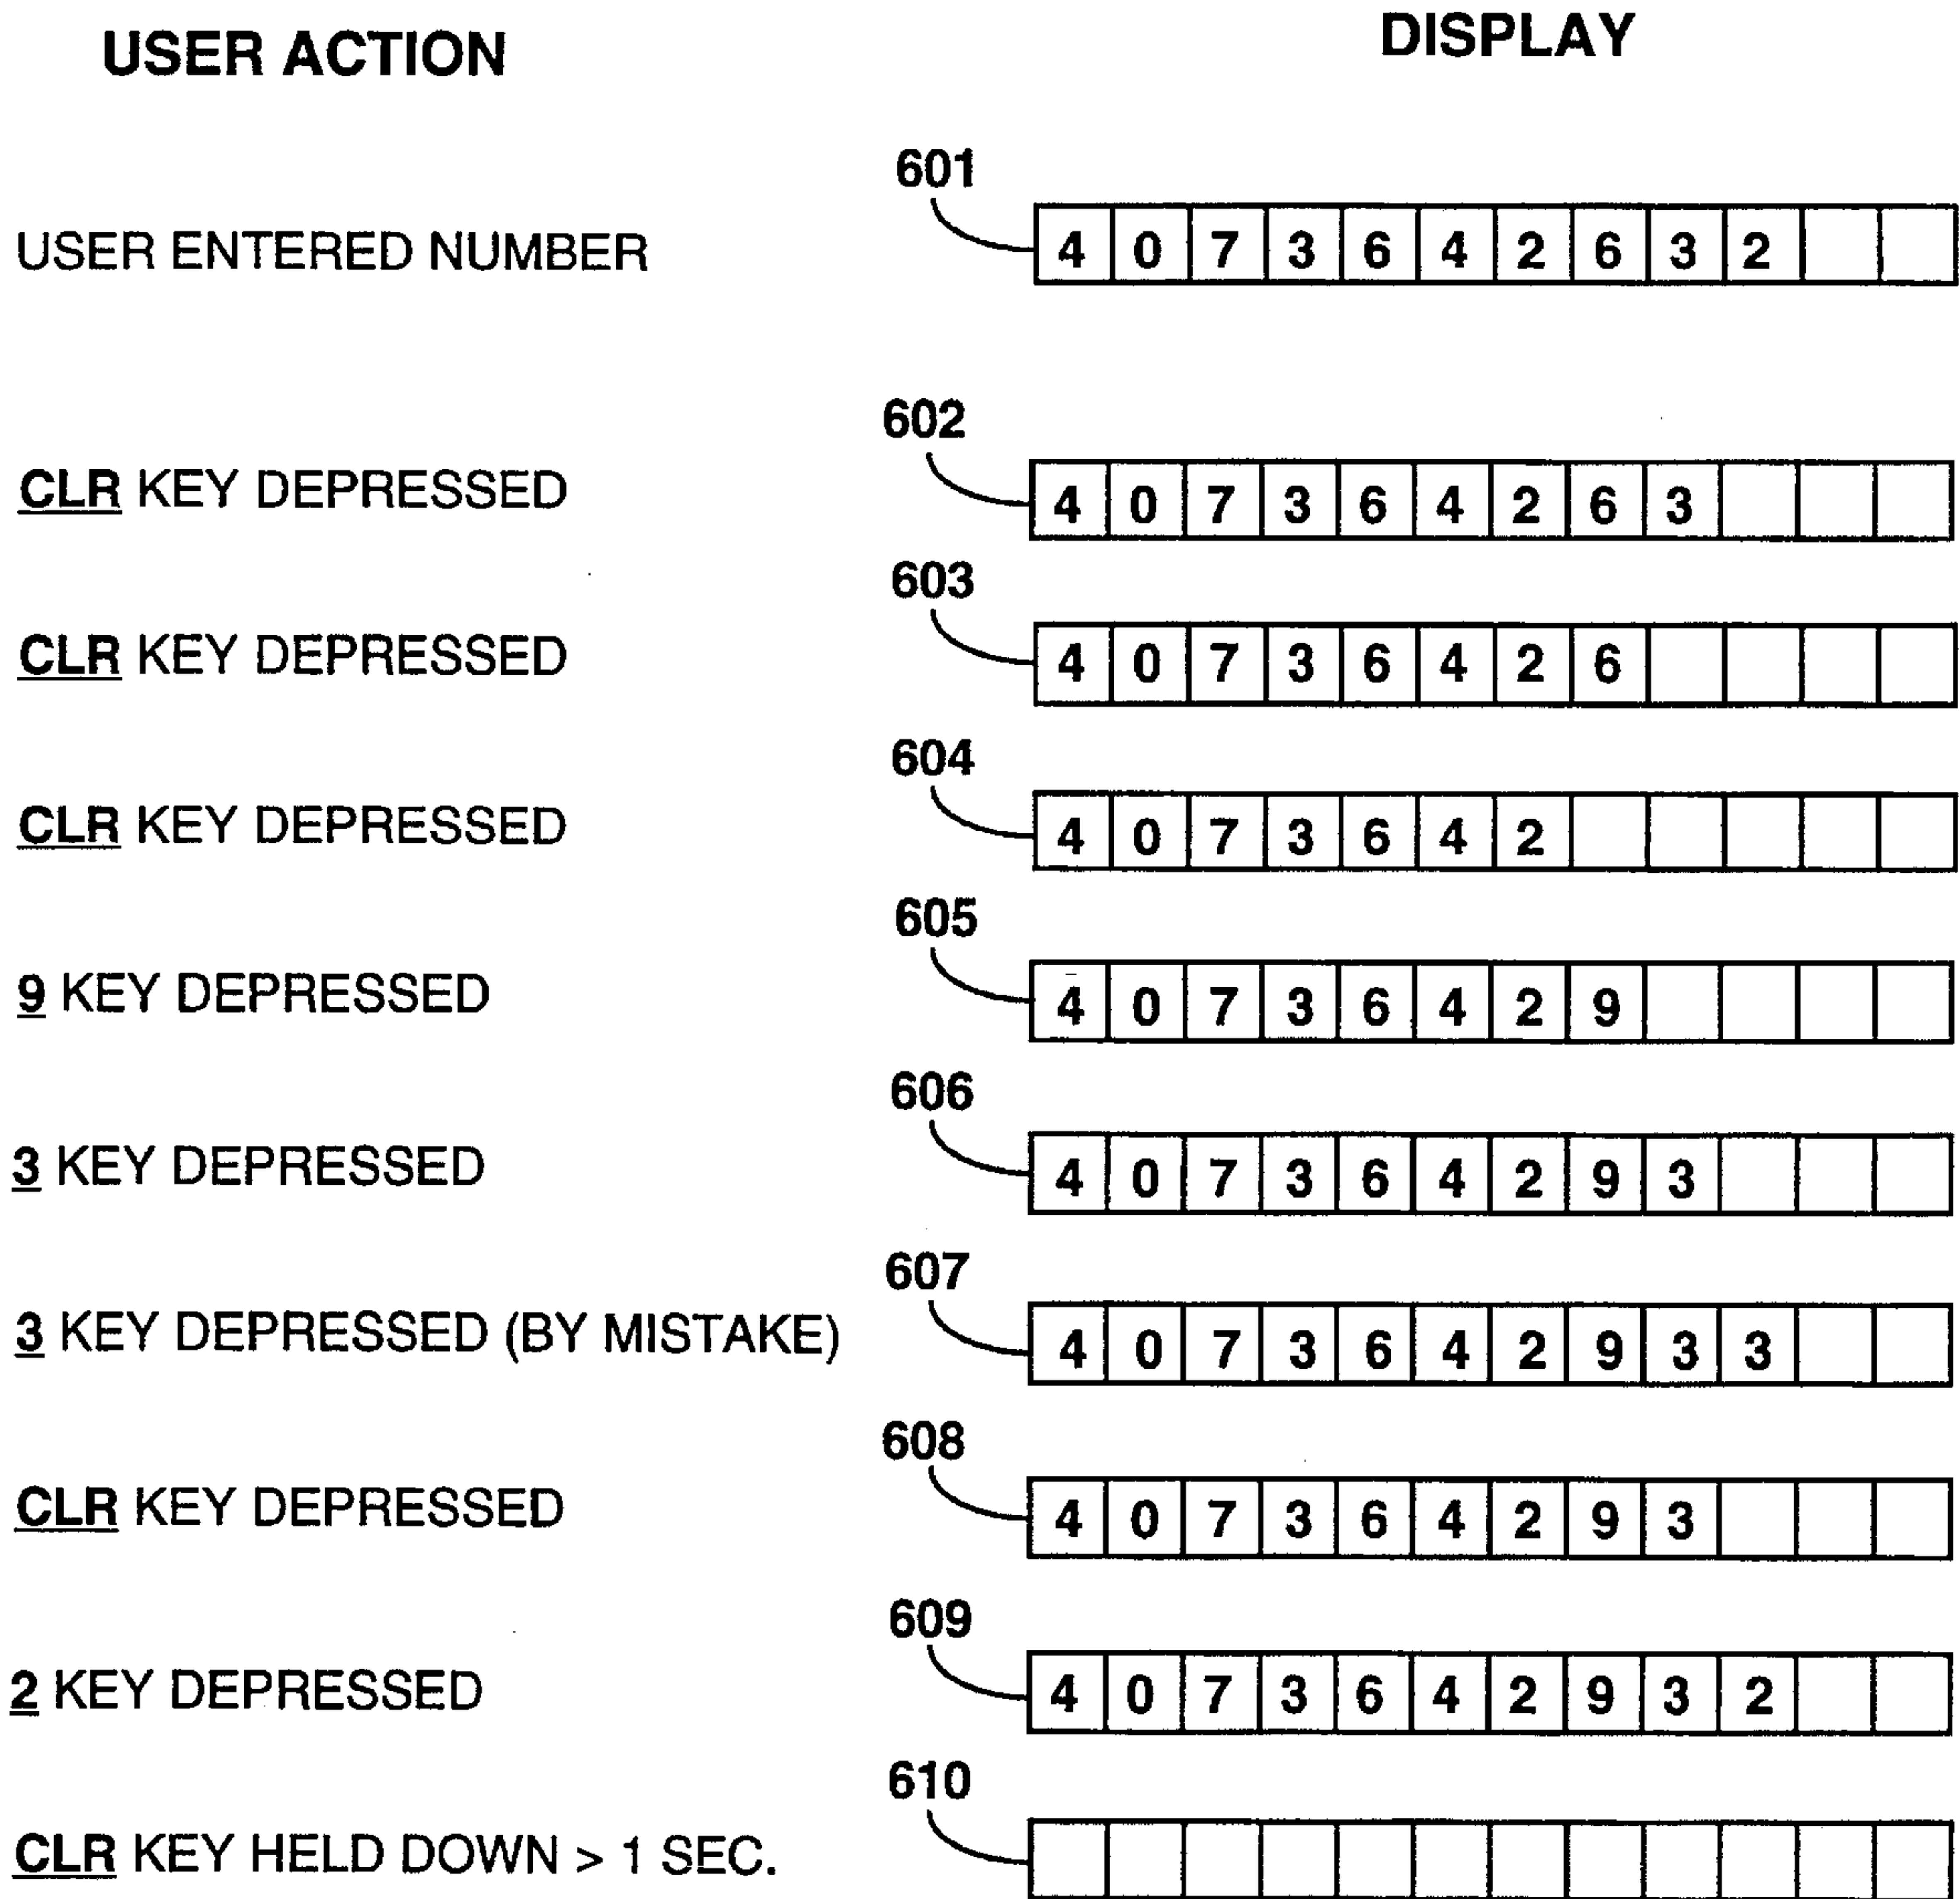 USER ACTION DISPLAY
601
USER ENTERED NUMBER 4 0 7 3 6 4 2 6 3 2
602
CLR KEY DEPRESSED 4 0 7 3 6 4 2 6 3
603
CLR KEY DEPRESSED 4 0 7 3 6 4 2 6
604
CLR KEY DEPRESSED 4 0 7 3 6 4 2
605
9 KEY DEPRESSED 4 0 7 3 6 4 2 9
606
3 KEY DEPRESSED 4 0 7 3 6 4 2 9 3
607
3 KEY DEPRESSED (BY MISTAKE) 4 0 7 3 6 4 2 9 3 3
608
CLR KEY DEPRESSED 4 0 7 3 6 4 2 9 3
609
2 KEY DEPRESSED 4 0 7 3 6 4 2 9 3 2
610
CLR KEY HELD DOWN > 1 SEC.